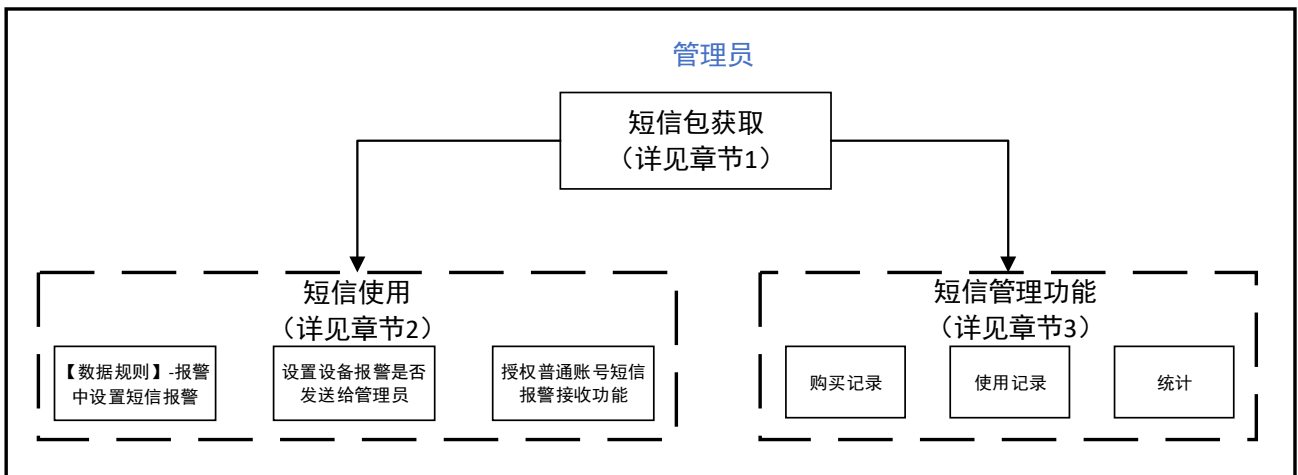 管理员
短信包获取
（详见章节1）
短信使用
（详见章节2）
【数据规则】-报警
中设置短信报警
设置设备报警是否
发送给管理员
授权普通账号短信
报警接收功能
短信管理功能
（详见章节3）
购买记录
使用记录
统计